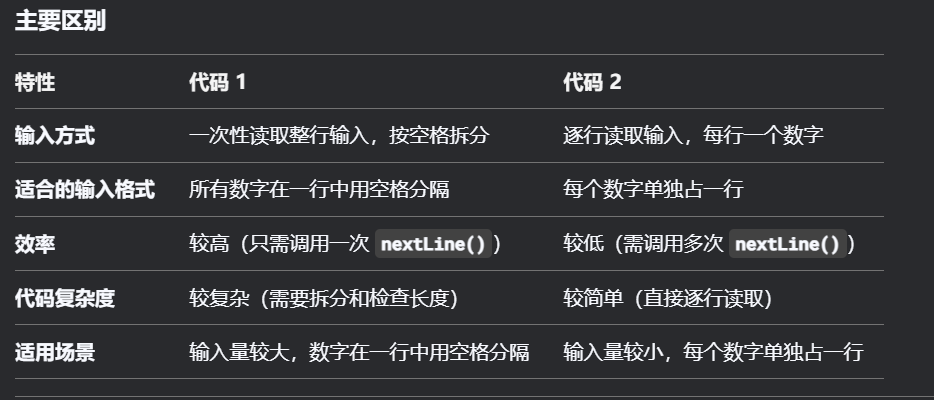 主要区别
特性 代码 1 代码 2
输入方式 一次性读取整行输入，按空格拆分 逐行读取输入，每行一个数字
适合的输入格式 所有数字在一行中用空格分隔 每个数字单独占一行
效率 较高（只需调用一次 nextLine()） 较低（需调用多次 nextLine()）
代码复杂度 较复杂（需要拆分和检查长度） 较简单（直接逐行读取）
适用场景 输入量较大，数字在一行中用空格分隔 输入量较小，每个数字单独占一行